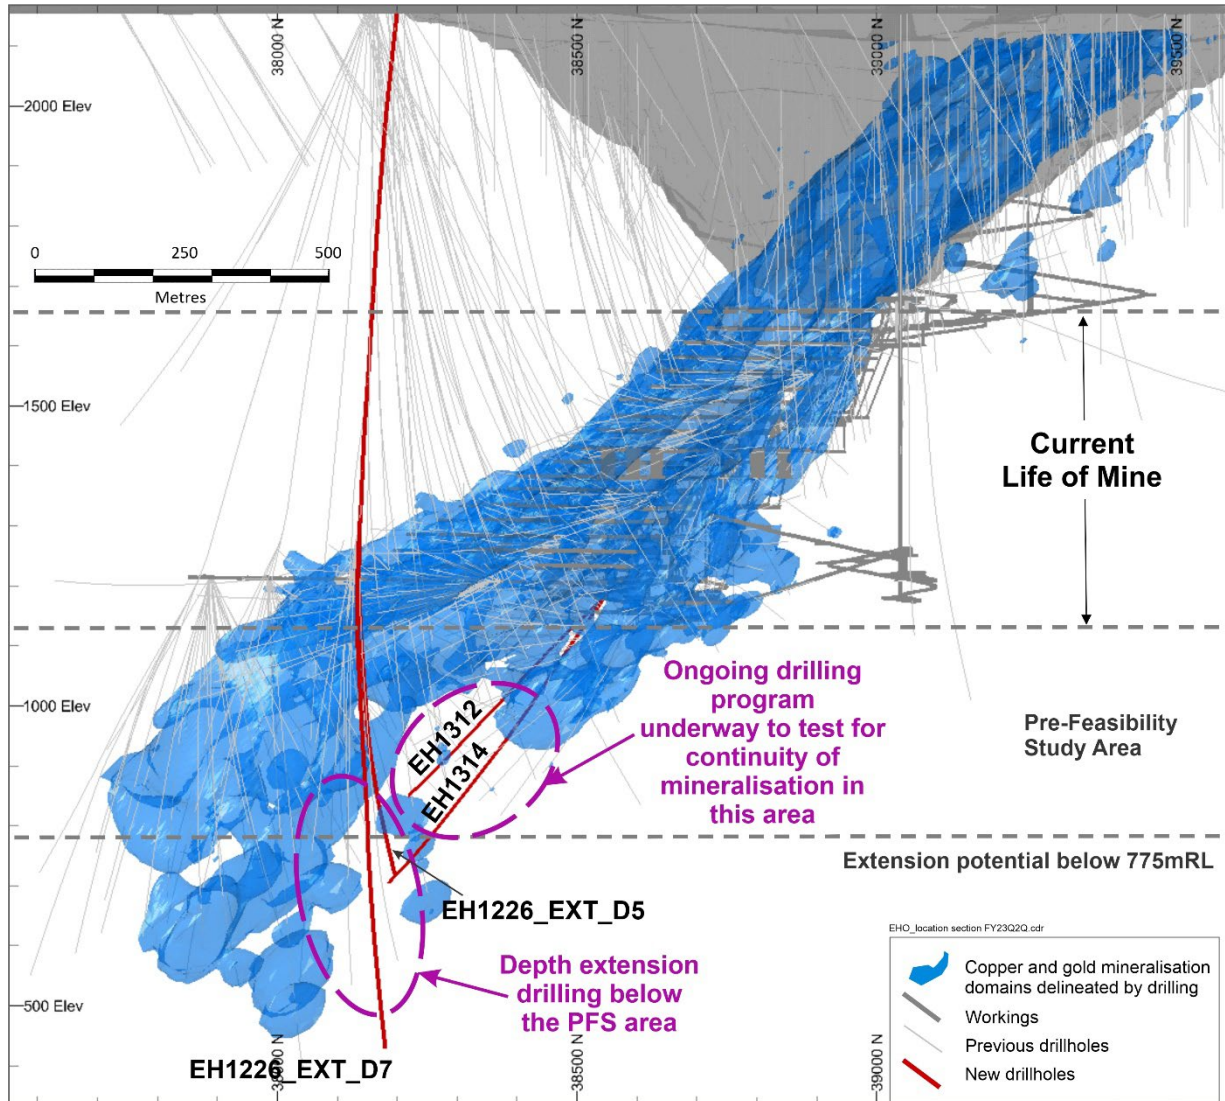 38000 N
38500 N
39000 N
39500 N
2000 Elev
0
250
500
Metres
1500 Elev
Current
Life of Mine
1000 Elev
EH1312
EH1314
Ongoing drilling
program
underway to test for
continuity of
mineralisation in
this area
Pre-Feasibility
Study Area
Extension potential below 775mRL
EH1226_EXT_D5
Depth extension
drilling below
the PFS area
500 Elev
EH1226_EXT_D7
38000 N
38500 N
39000 N
EHO_location section FY23Q2Q.cdr
Copper and gold mineralisation
domains delineated by drilling
Workings
Previous drillholes
New drillholes